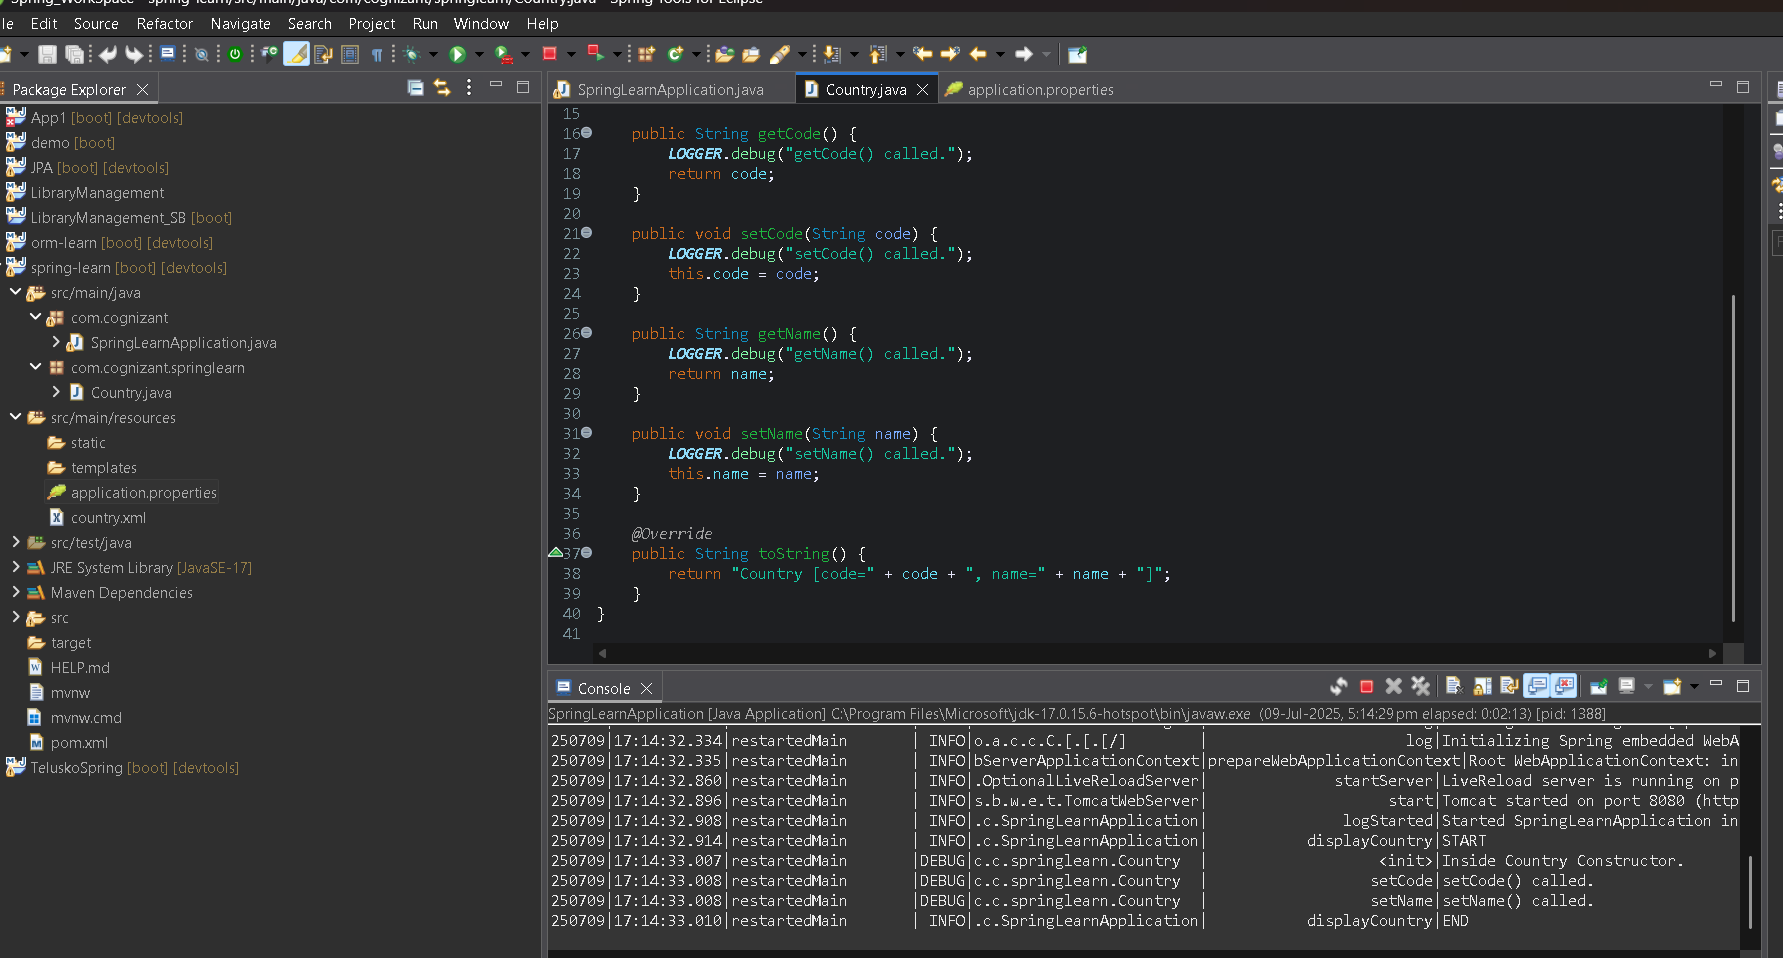 Edit Source Refactor Navigate Search Project Run Window Help
Package Explorer
App1 [boot] [devtools]
demo [boot]
JPA [boot] [devtools]
LibraryManagement
LibraryManagement_SB [boot]
orm-learn [boot] [devtools]
spring-learn [boot] [devtools]
src/main/java
com.cognizant
SpringLearnApplication.java
com.cognizant.springlearn
Country.java
src/main/resources
static
templates
application.properties
country.xml
src/test/java
JRE System Library [JavaSE-17]
Maven Dependencies
src
target
HELP.md
mvnw
mvnw.cmd
pom.xml
TeluskoSpring [boot] [devtools]
SpringLearnApplication.java Country.java application.properties
15
16 public String getCode() {
17 LOGGER.debug("getCode() called.");
18 return code;
19 }
20
21 public void setCode(String code) {
22 LOGGER.debug("setCode() called.");
23 this.code = code;
24 }
25
26 public String getName() {
27 LOGGER.debug("getName() called.");
28 return name;
29 }
30
31 public void setName(String name) {
32 LOGGER.debug("setName() called.");
33 this.name = name;
34 }
35
36 @Override
37 public String toString() {
38 return "Country [code=" + code + ", name=" + name + "]";
39 }
40 }
41
Console
SpringLearnApplication [Java Application] C:\Program Files\Microsoft\jdk-17.0.15.6-hotspot\bin\javaw.exe (09-Jul-2025, 5:14:29 pm elapsed: 0:02:13) [pid: 1388]
250709|17:14:32.334|restartedMain | INFO|o.a.c.c.C.[.[.[/] | log|Initializing Spring embedded WebA
250709|17:14:32.335|restartedMain | INFO|bServerApplicationContext|prepareWebApplicationContext|Root WebApplicationContext: in
250709|17:14:32.860|restartedMain | INFO|.OptionalLiveReloadServer| startServer|LiveReload server is running on p
250709|17:14:32.896|restartedMain | INFO|s.b.w.e.t.TomcatWebServer| start|Tomcat started on port 8080 (http
250709|17:14:32.908|restartedMain | INFO|.c.SpringLearnApplication| logStarted|Started SpringLearnApplication in
250709|17:14:32.914|restartedMain | INFO|.c.SpringLearnApplication| displayCountry|START
250709|17:14:33.007|restartedMain |DEBUG|c.c.springlearn.Country | <init>|Inside Country Constructor.
250709|17:14:33.008|restartedMain |DEBUG|c.c.springlearn.Country | setCode|setCode() called.
250709|17:14:33.008|restartedMain |DEBUG|c.c.springlearn.Country | setName|setName() called.
250709|17:14:33.010|restartedMain | INFO|.c.SpringLearnApplication| displayCountry|END